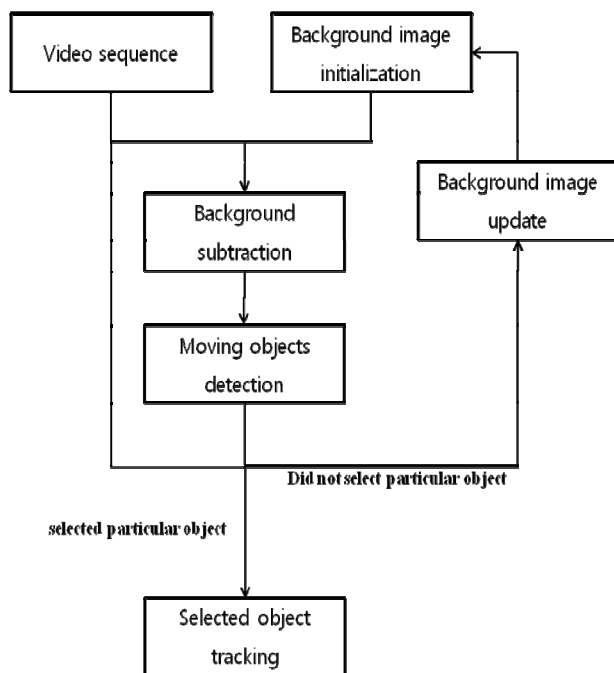 Video sequence
Background image
initialization
Background image
update
Background
subtraction
Moving objects
detection
Did not select particular object
selected particular object
Selected object
tracking